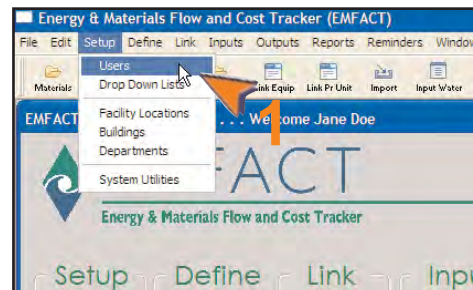 Energy & Materials Flow and Cost Tracker (EMFACT)
File Edit Setup Define Link Inputs Outputs Reports Reminders Window
Materials Link Equip Link Pr Unit Import Input Water
Users
Drop Down Lists
Facility Locations
Buildings
Departments
System Utilities
1
EMFACT . . . . Welcome Jane Doe
FACT
Energy & Materials Flow and Cost Tracker
Setup Define Link Inpu